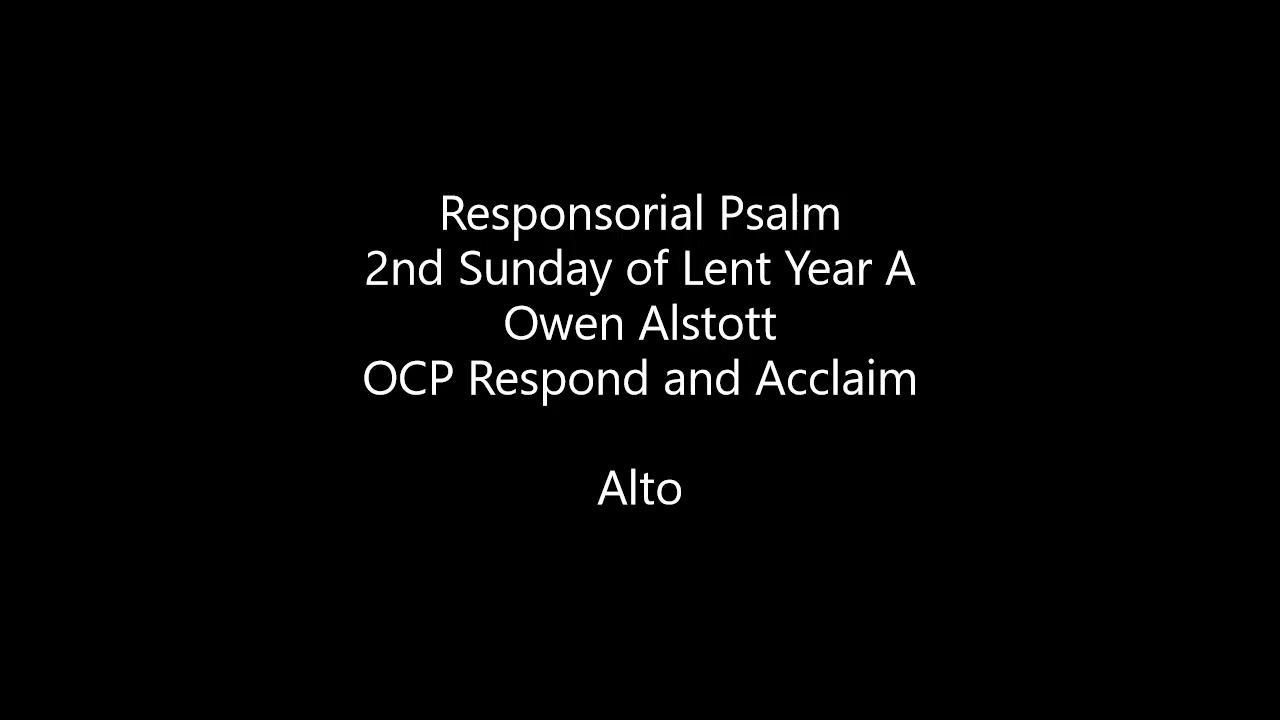 Responsorial Psalm
2nd Sunday of Lent Year A
Owen Alstott
OCP Respond and Acclaim
Alto